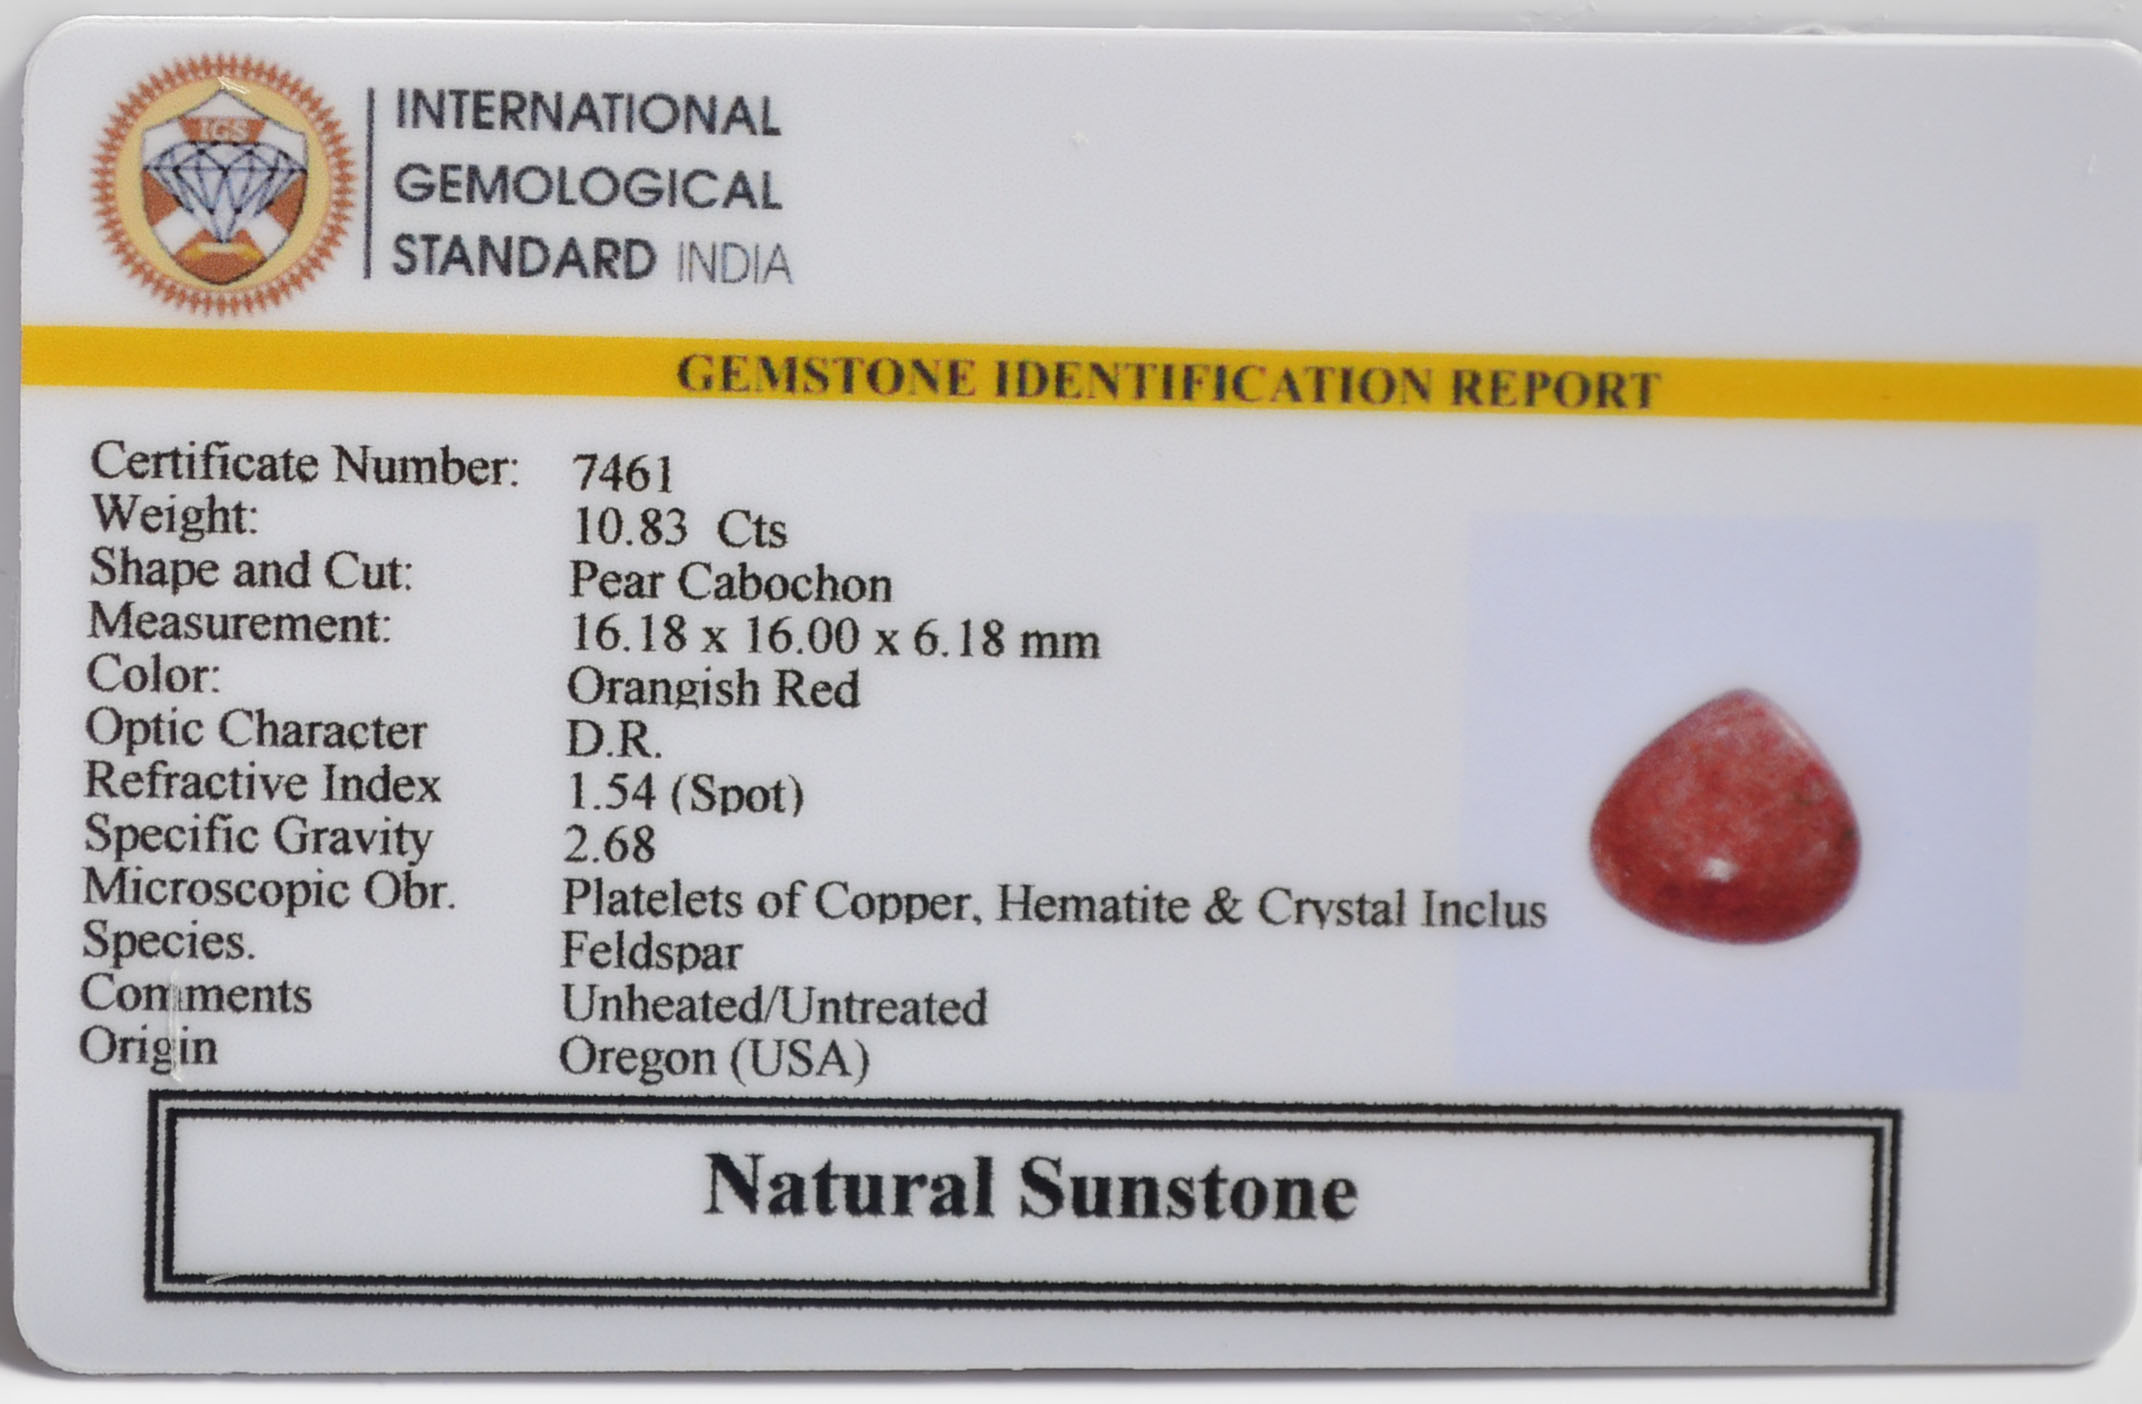 IGS
INTERNATIONAL
GEMOLOGICAL
STANDARD INDIA
GEMSTONE IDENTIFICATION REPORT
Certificate Number: 7461
Weight: 10.83 Cts
Shape and Cut: Pear Cabochon
Measurement: 16.18 x 16.00 x 6.18 mm
Color: Orangish Red
Optic Character D.R.
Refractive Index 1.54 (Spot)
Specific Gravity 2.68
Microscopic Obr. Platelets of Copper, Hematite & Crystal Inclus
Species. Feldspar
Comments Unheated/Untreated
Origin Oregon (USA)
Natural Sunstone